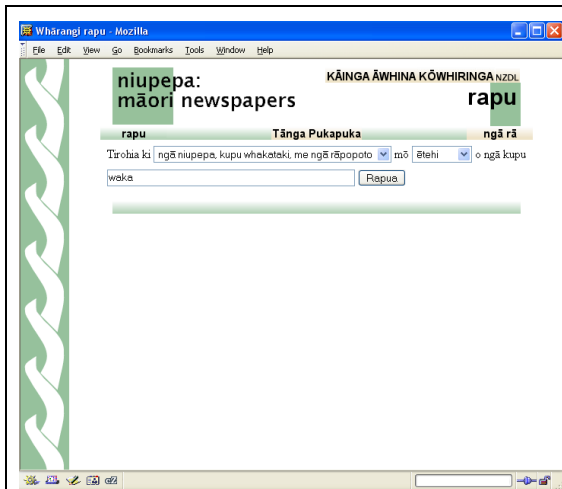 Whārangi rapu - Mozilla
File Edit View Go Bookmarks Tools Window Help
niupepa:
māori newspapers
KĀINGA ĀWHINA KŌWHIRINGA NZDL
rapu
rapu Tānga Pukapuka ngā rā
Tirohia ki ngā niupepa, kupu whakataki, me ngā rāpopoto mō ētehi o ngā kupu
waka Rapua